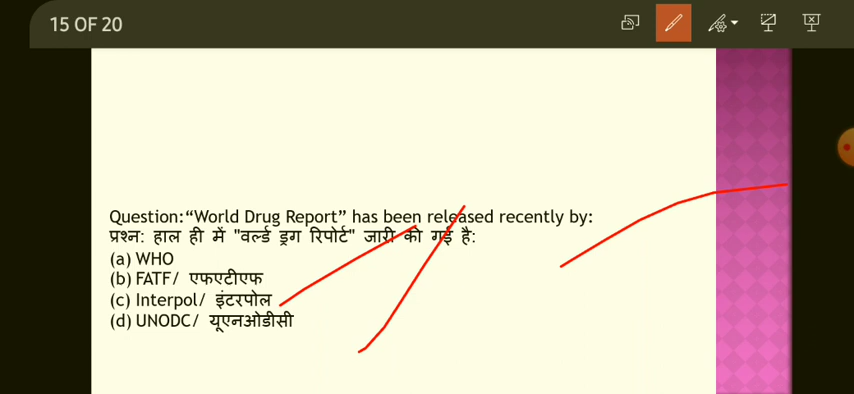 15 OF 20
Question:“World Drug Report” has been released recently by:
प्रश्न: हाल ही में "वर्ल्ड ड्रग रिपोर्ट" जारी की गई है:
(a) WHO
(b) FATF/ एफएटीएफ
(c) Interpol/ इंटरपोल
(d) UNODC/ यूएनओडीसी